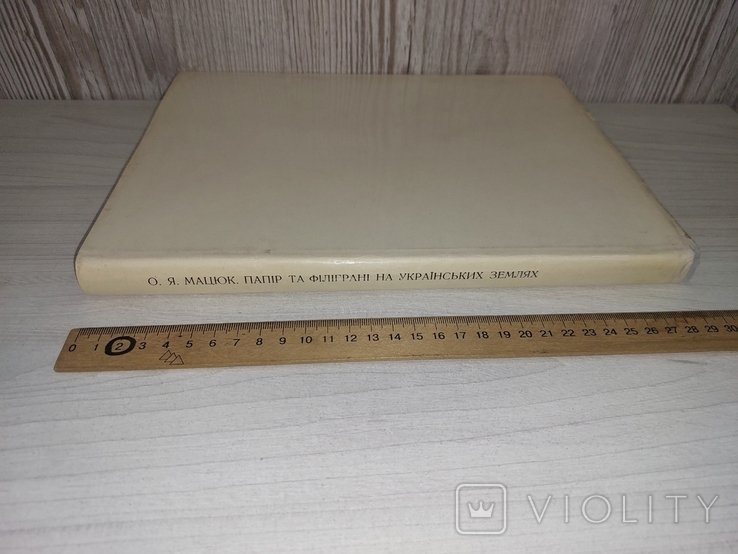 О. Я. МАЦЮК. ПАПІР ТА ФІЛІГРАНІ НА УКРАЇНСЬКИХ ЗЕМЛЯХ
0 1 2 3 4 5 6 7 8 9 10 11 12 13 14 15 16 17 18 19 20 21 22 23 24 25 26 27 28 29 30
VIOLITY